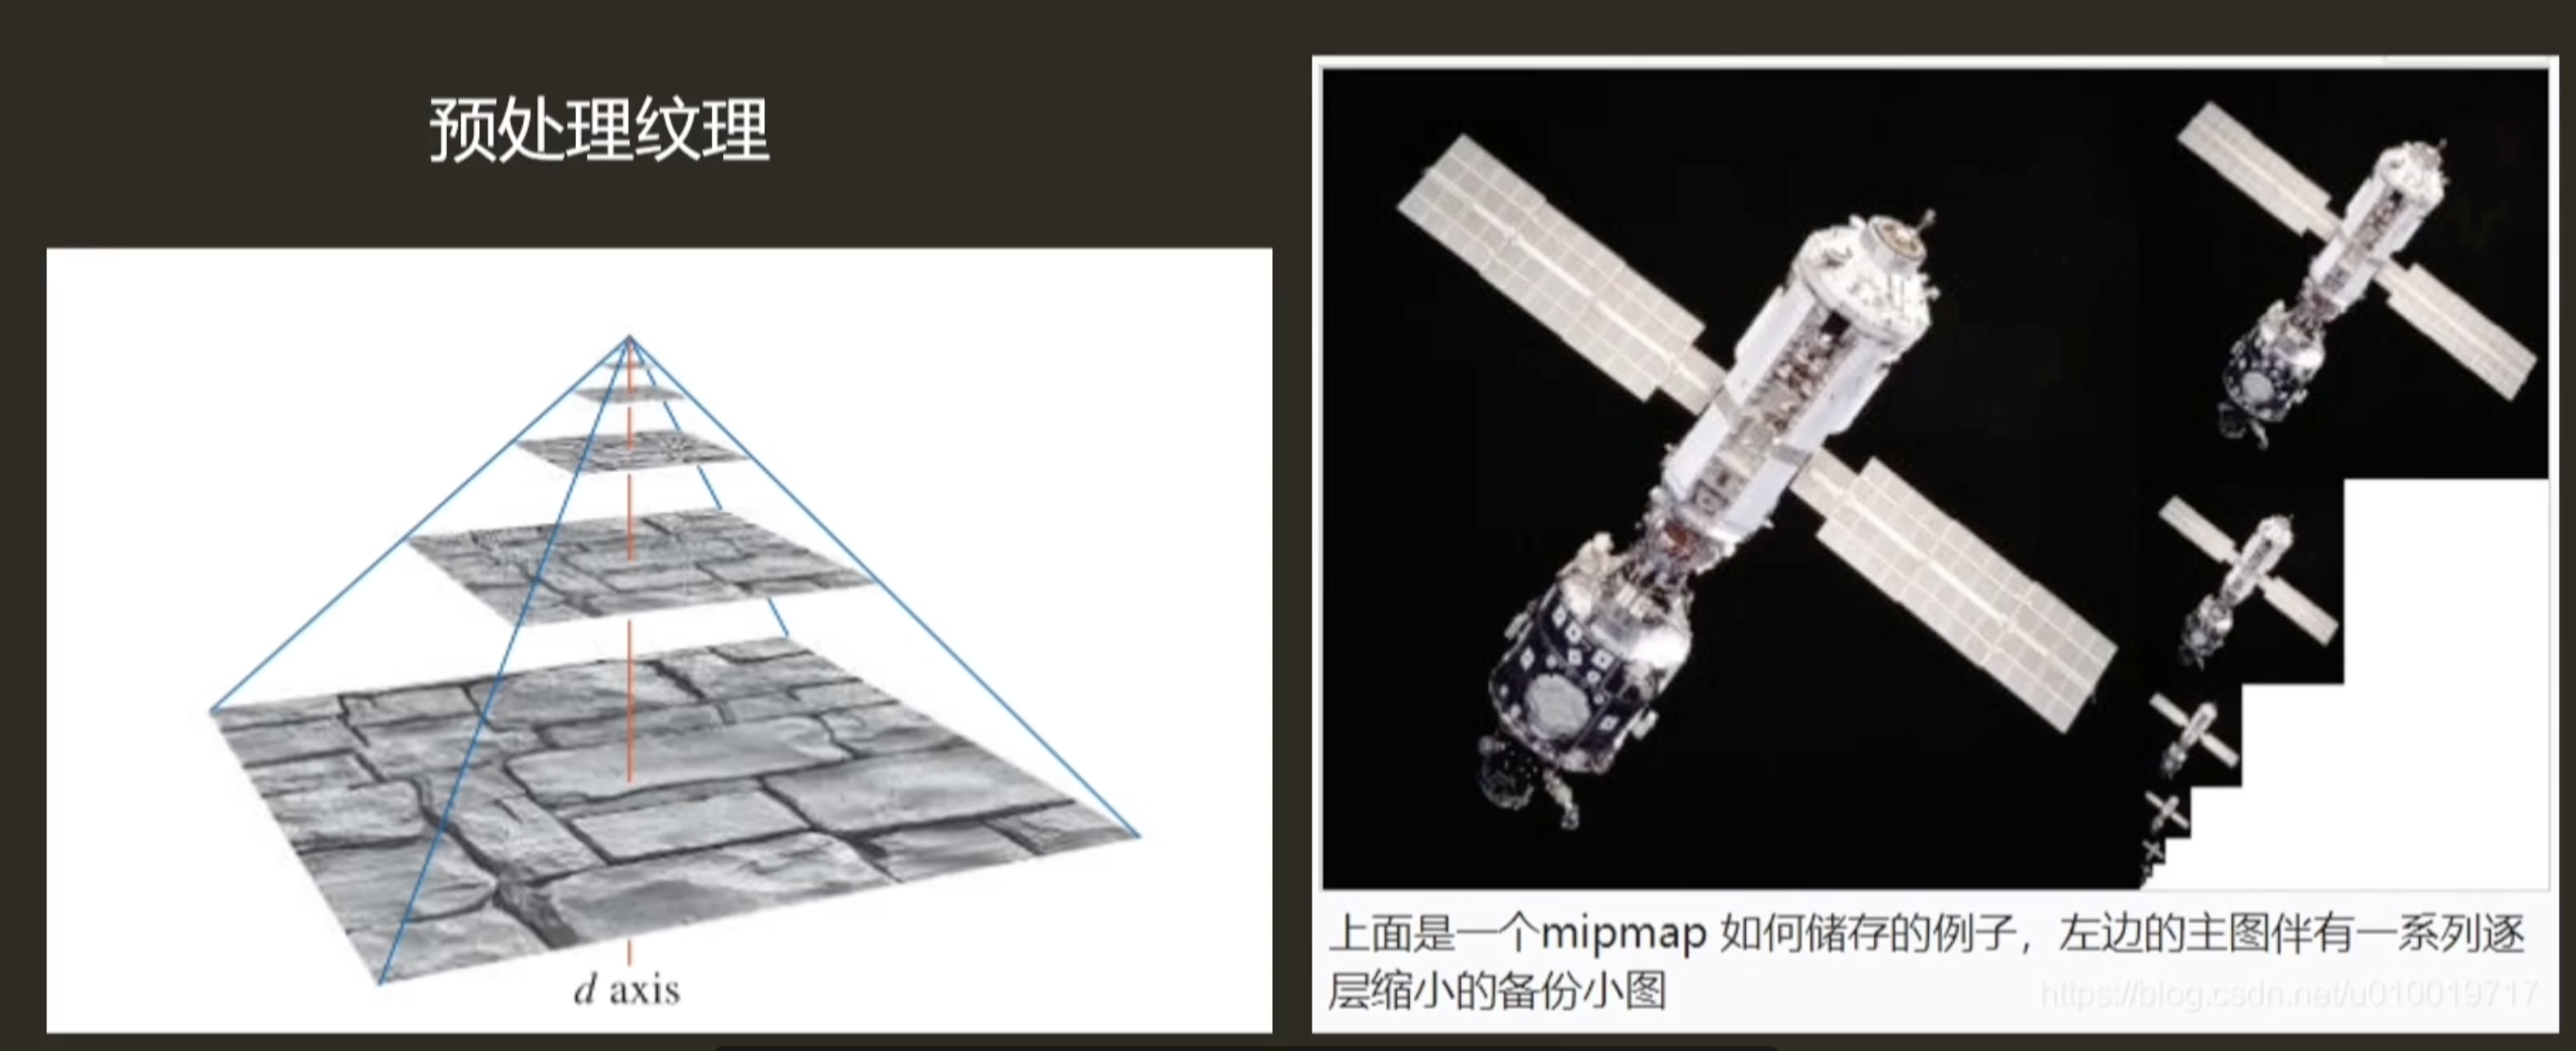 预处理纹理
d axis
上面是一个mipmap 如何储存的例子，左边的主图伴有一系列逐
层缩小的备份小图
https://blog.csdn.net/u010019717